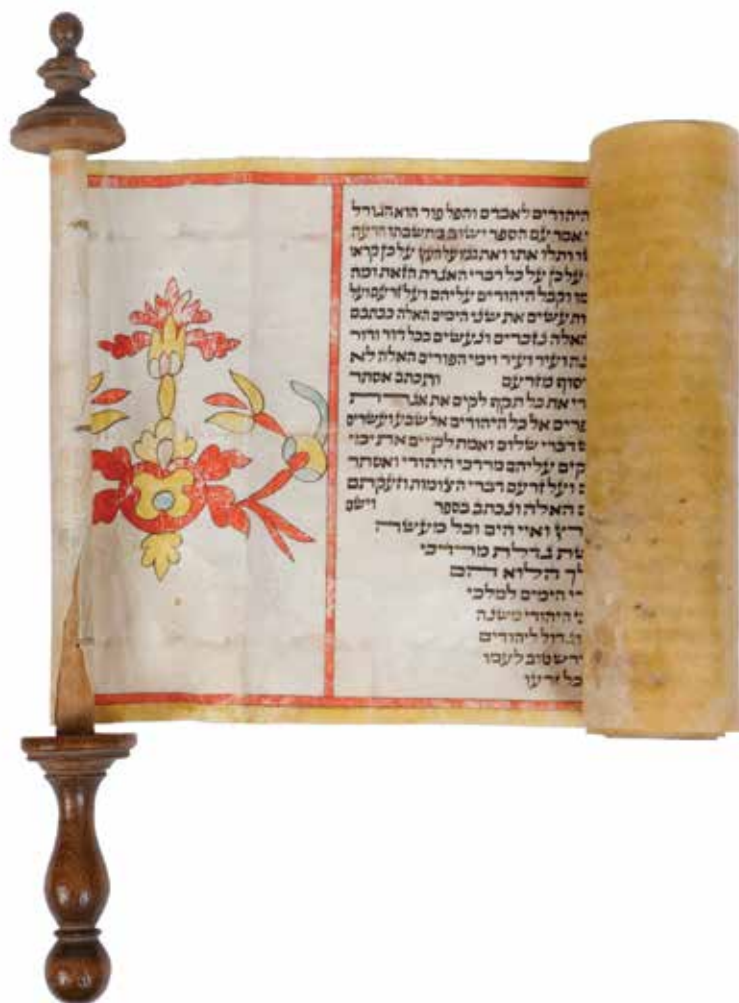 היהודים לאבדם והפל פור הוא הגורל
אמר עם הספר ישוב מחשבתו הרעה
ותלו אתו ואת בניו על העץ על כן קראו
על כן על כל דברי האגרת הזאת ומה
וקבל היהודים עליהם ועל זרעם ועל
עשים את שני הימים האלה ככתבם
האלה נזכרים ונעשים בכל דור ודור
ועיר ועיר וימי הפורים האלה לא
יסוף מזרעם ותכתב אסתר
את כל תקף לקים את אגרת
אל כל היהודים אל שבע ועשרים
דברי שלום ואמת לקיים את ימי
קים עליהם מרדכי היהודי ואסתר
ועל זרעם דברי הצומות וזעקתם
האלה ונכתב בספר וישם
ואיי הים וכל מעשה
גדלת מרדכי
הלוא הם
הימים למלכי
היהודי משנה
וגדול ליהודים
דרש טוב לעמו
כל זרעו